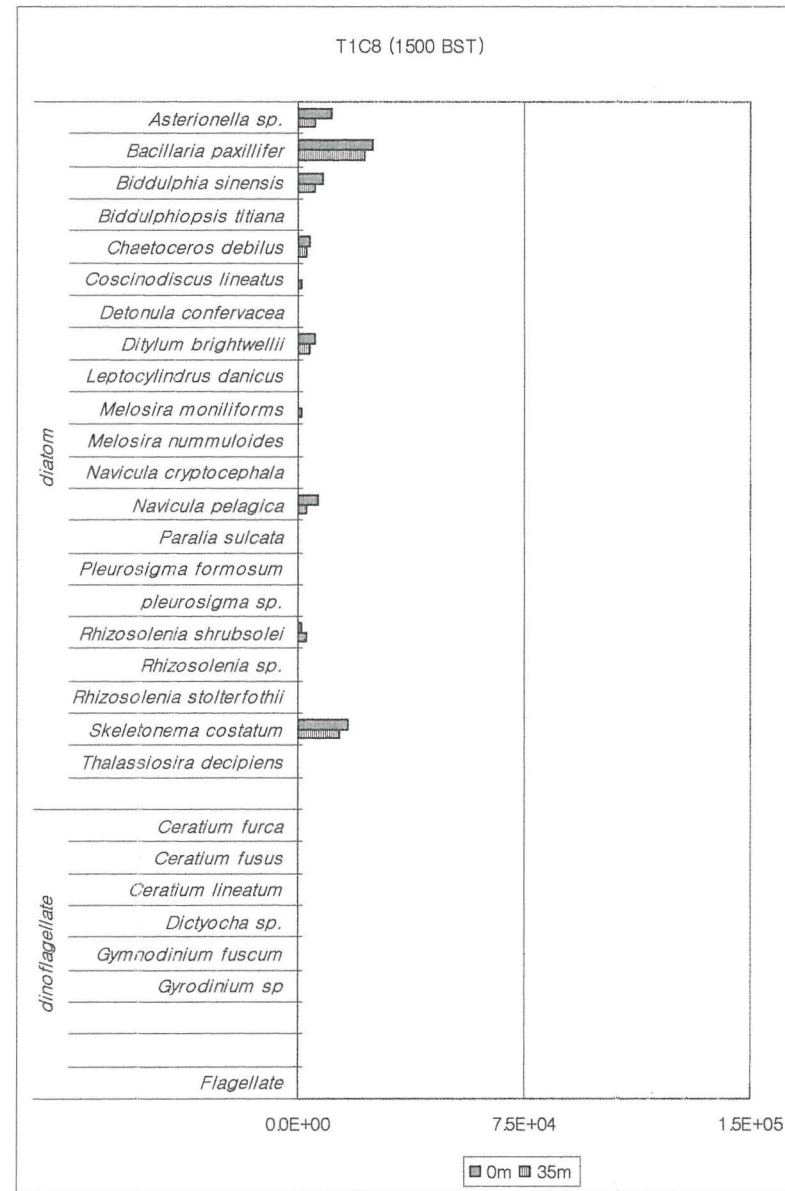 T1C8 (1500 BST)
diatom
Asterionella sp.
Bacillaria paxillifer
Biddulphia sinensis
Biddulphiopsis titiana
Chaetoceros debilus
Coscinodiscus lineatus
Detonula confervacea
Ditylum brightwellii
Leptocylindrus danicus
Melosira moniliforms
Melosira nummuloides
Navicula cryptocephala
Navicula pelagica
Paralia sulcata
Pleurosigma formosum
pleurosigma sp.
Rhizosolenia shrubsolei
Rhizosolenia sp.
Rhizosolenia stolterfothii
Skeletonema costatum
Thalassiosira decipiens
dinoflagellate
Ceratium furca
Ceratium fusus
Ceratium lineatum
Dictyocha sp.
Gymnodinium fuscum
Gyrodinium sp
Flagellate
0.0E+00 7.5E+04 1.5E+05
0m 35m